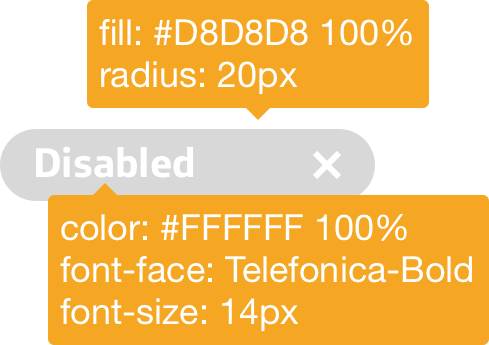 fill: #D8D8D8 100%
radius: 20px
Disabled
color: #FFFFFF 100%
font-face: Telefonica-Bold
font-size: 14px